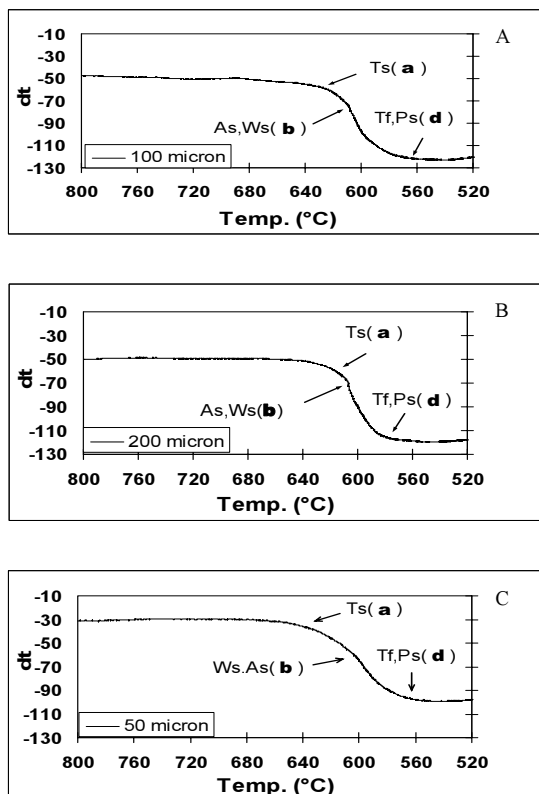 A
-10
-30
-50
-70
-90
-110
-130
dt
Ts( a )
As,Ws( b )
Tf,Ps( d )
100 micron
800 760 720 680 640 600 560 520
Temp. (°C)
B
-10
-30
-50
-70
-90
-110
-130
dt
Ts( a )
As,Ws(b)
Tf,Ps( d )
200 micron
800 760 720 680 640 600 560 520
Temp. (°C)
C
-10
-30
-50
-70
-90
-110
-130
dt
Ts( a )
Ws.As( b )
Tf,Ps( d )
50 micron
800 760 720 680 640 600 560 520
Temp. (°C)